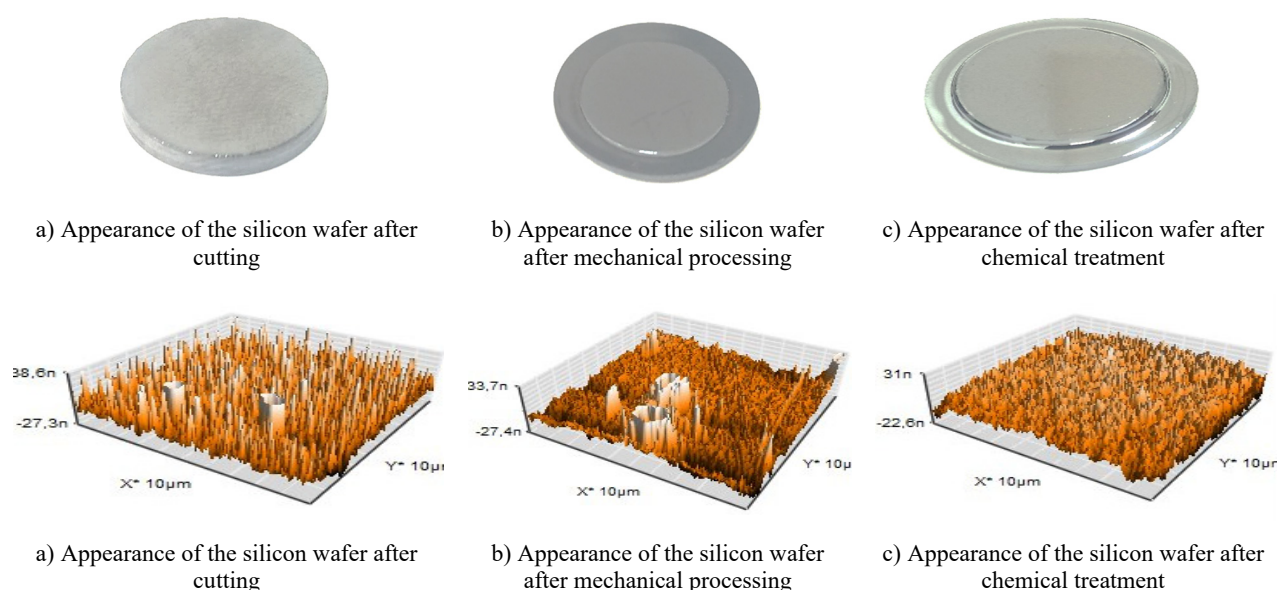 a) Appearance of the silicon wafer after
cutting
b) Appearance of the silicon wafer
after mechanical processing
c) Appearance of the silicon wafer after
chemical treatment
38,6n
-27,3n
X* 10µm
Y* 10µ
33,7n
-27,4n
X* 10µm
Y* 10µ
31n
-22,6n
X* 10µm
Y* 10µ
a) Appearance of the silicon wafer after
cutting
b) Appearance of the silicon wafer
after mechanical processing
c) Appearance of the silicon wafer after
chemical treatment